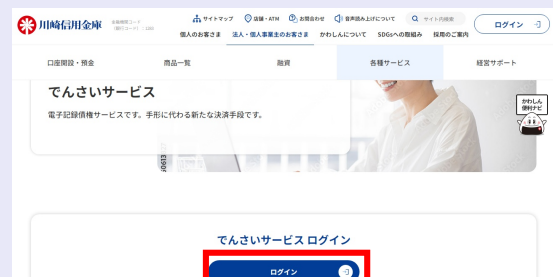 川崎信用金庫
サイトマップ 店舗・ATM お問合わせ 音声読み上げについて サイト内検索
ログイン
個人のお客さま 法人・個人事業主のお客さま かわしんについて SDGsへの取組み 採用のご案内
口座開設・預金 商品一覧 融資 各種サービス 経営サポート
でんさいサービス
電子記録債権サービスです。手形に代わる新たな決済手段です。
かわしん
便利ナビ
でんさいサービス ログイン
ログイン